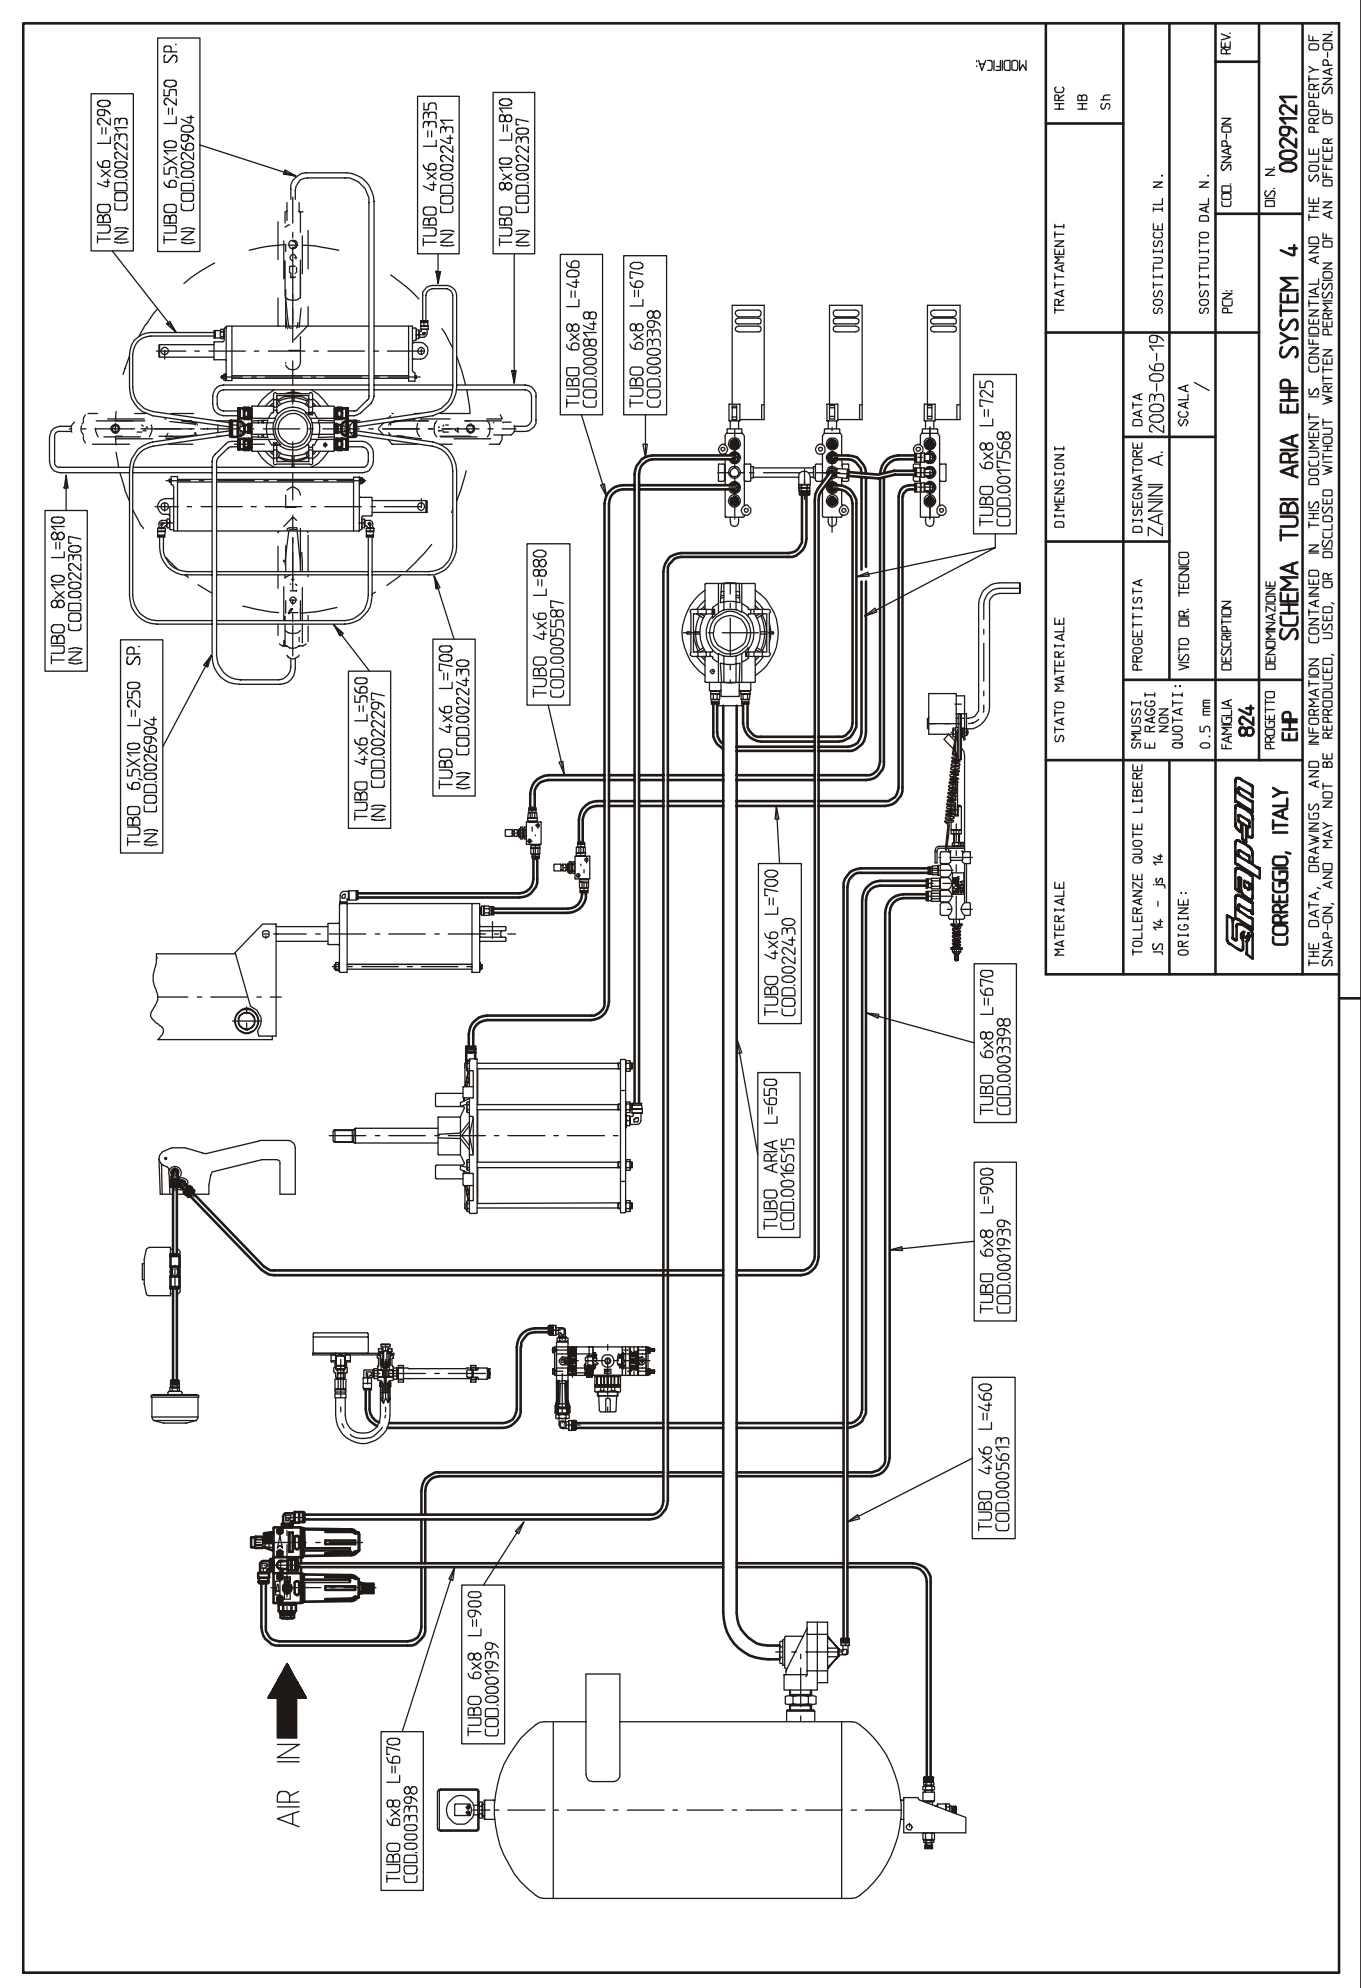 TUBO 4x6 L=290
(N) COD.0022313
TUBO 6,5X10 L=250 SP.
(N) COD.0026904
TUBO 4x6 L=335
(N) COD.0022431
TUBO 8x10 L=810
(N) COD.0022307
TUBO 6x8 L=406
COD.0008148
TUBO 6x8 L=670
COD.0003398
TUBO 6x8 L=725
COD.0017568
TUBO 8x10 L=810
(N) COD.0022307
TUBO 6,5X10 L=250 SP.
(N) COD.0026904
TUBO 4x6 L=560
(N) COD.0022297
TUBO 4x6 L=700
(N) COD.0022430
TUBO 4x6 L=880
COD.0005587
TUBO 4x6 L=700
COD.0022430
TUBO ARIA L=650
COD.0016515
TUBO 6x8 L=670
COD.0003398
TUBO 6x8 L=900
COD.0001939
TUBO 4x6 L=460
COD.0005613
TUBO 6x8 L=900
COD.0001939
TUBO 6x8 L=670
COD.0003398
AIR IN
MODIFICA:
MATERIALE
STATO MATERIALE
DIMENSIONI
TRATTAMENTI
HRC
HB
Sh
TOLLERANZE QUOTE LIBERE
JS 14 - js 14
ORIGINE:
SMUSSI
E RAGGI
NON
QUOTATI:
0.5 mm
PROGETTISTA
DISEGNATORE
ZANINI A.
DATA
2003-06-19
VISTO DIR. TECNICO
SCALA
/
SOSTITUISCE IL N.
SOSTITUITO DAL N.
Snap-on
CORREGGIO, ITALY
FAMIGLIA
824
DESCRIPTION
PCN:
COD. SNAP-ON
REV.
PROGETTO
EHP
DENOMINAZIONE
SCHEMA TUBI ARIA EHP SYSTEM 4
DIS. N.
0029121
THE DATA, DRAWINGS AND INFORMATION CONTAINED IN THIS DOCUMENT IS CONFIDENTIAL AND THE SOLE PROPERTY OF
SNAP-ON, AND MAY NOT BE REPRODUCED, USED, OR DISCLOSED WITHOUT WRITTEN PERMISSION OF AN OFFICER OF SNAP-ON.